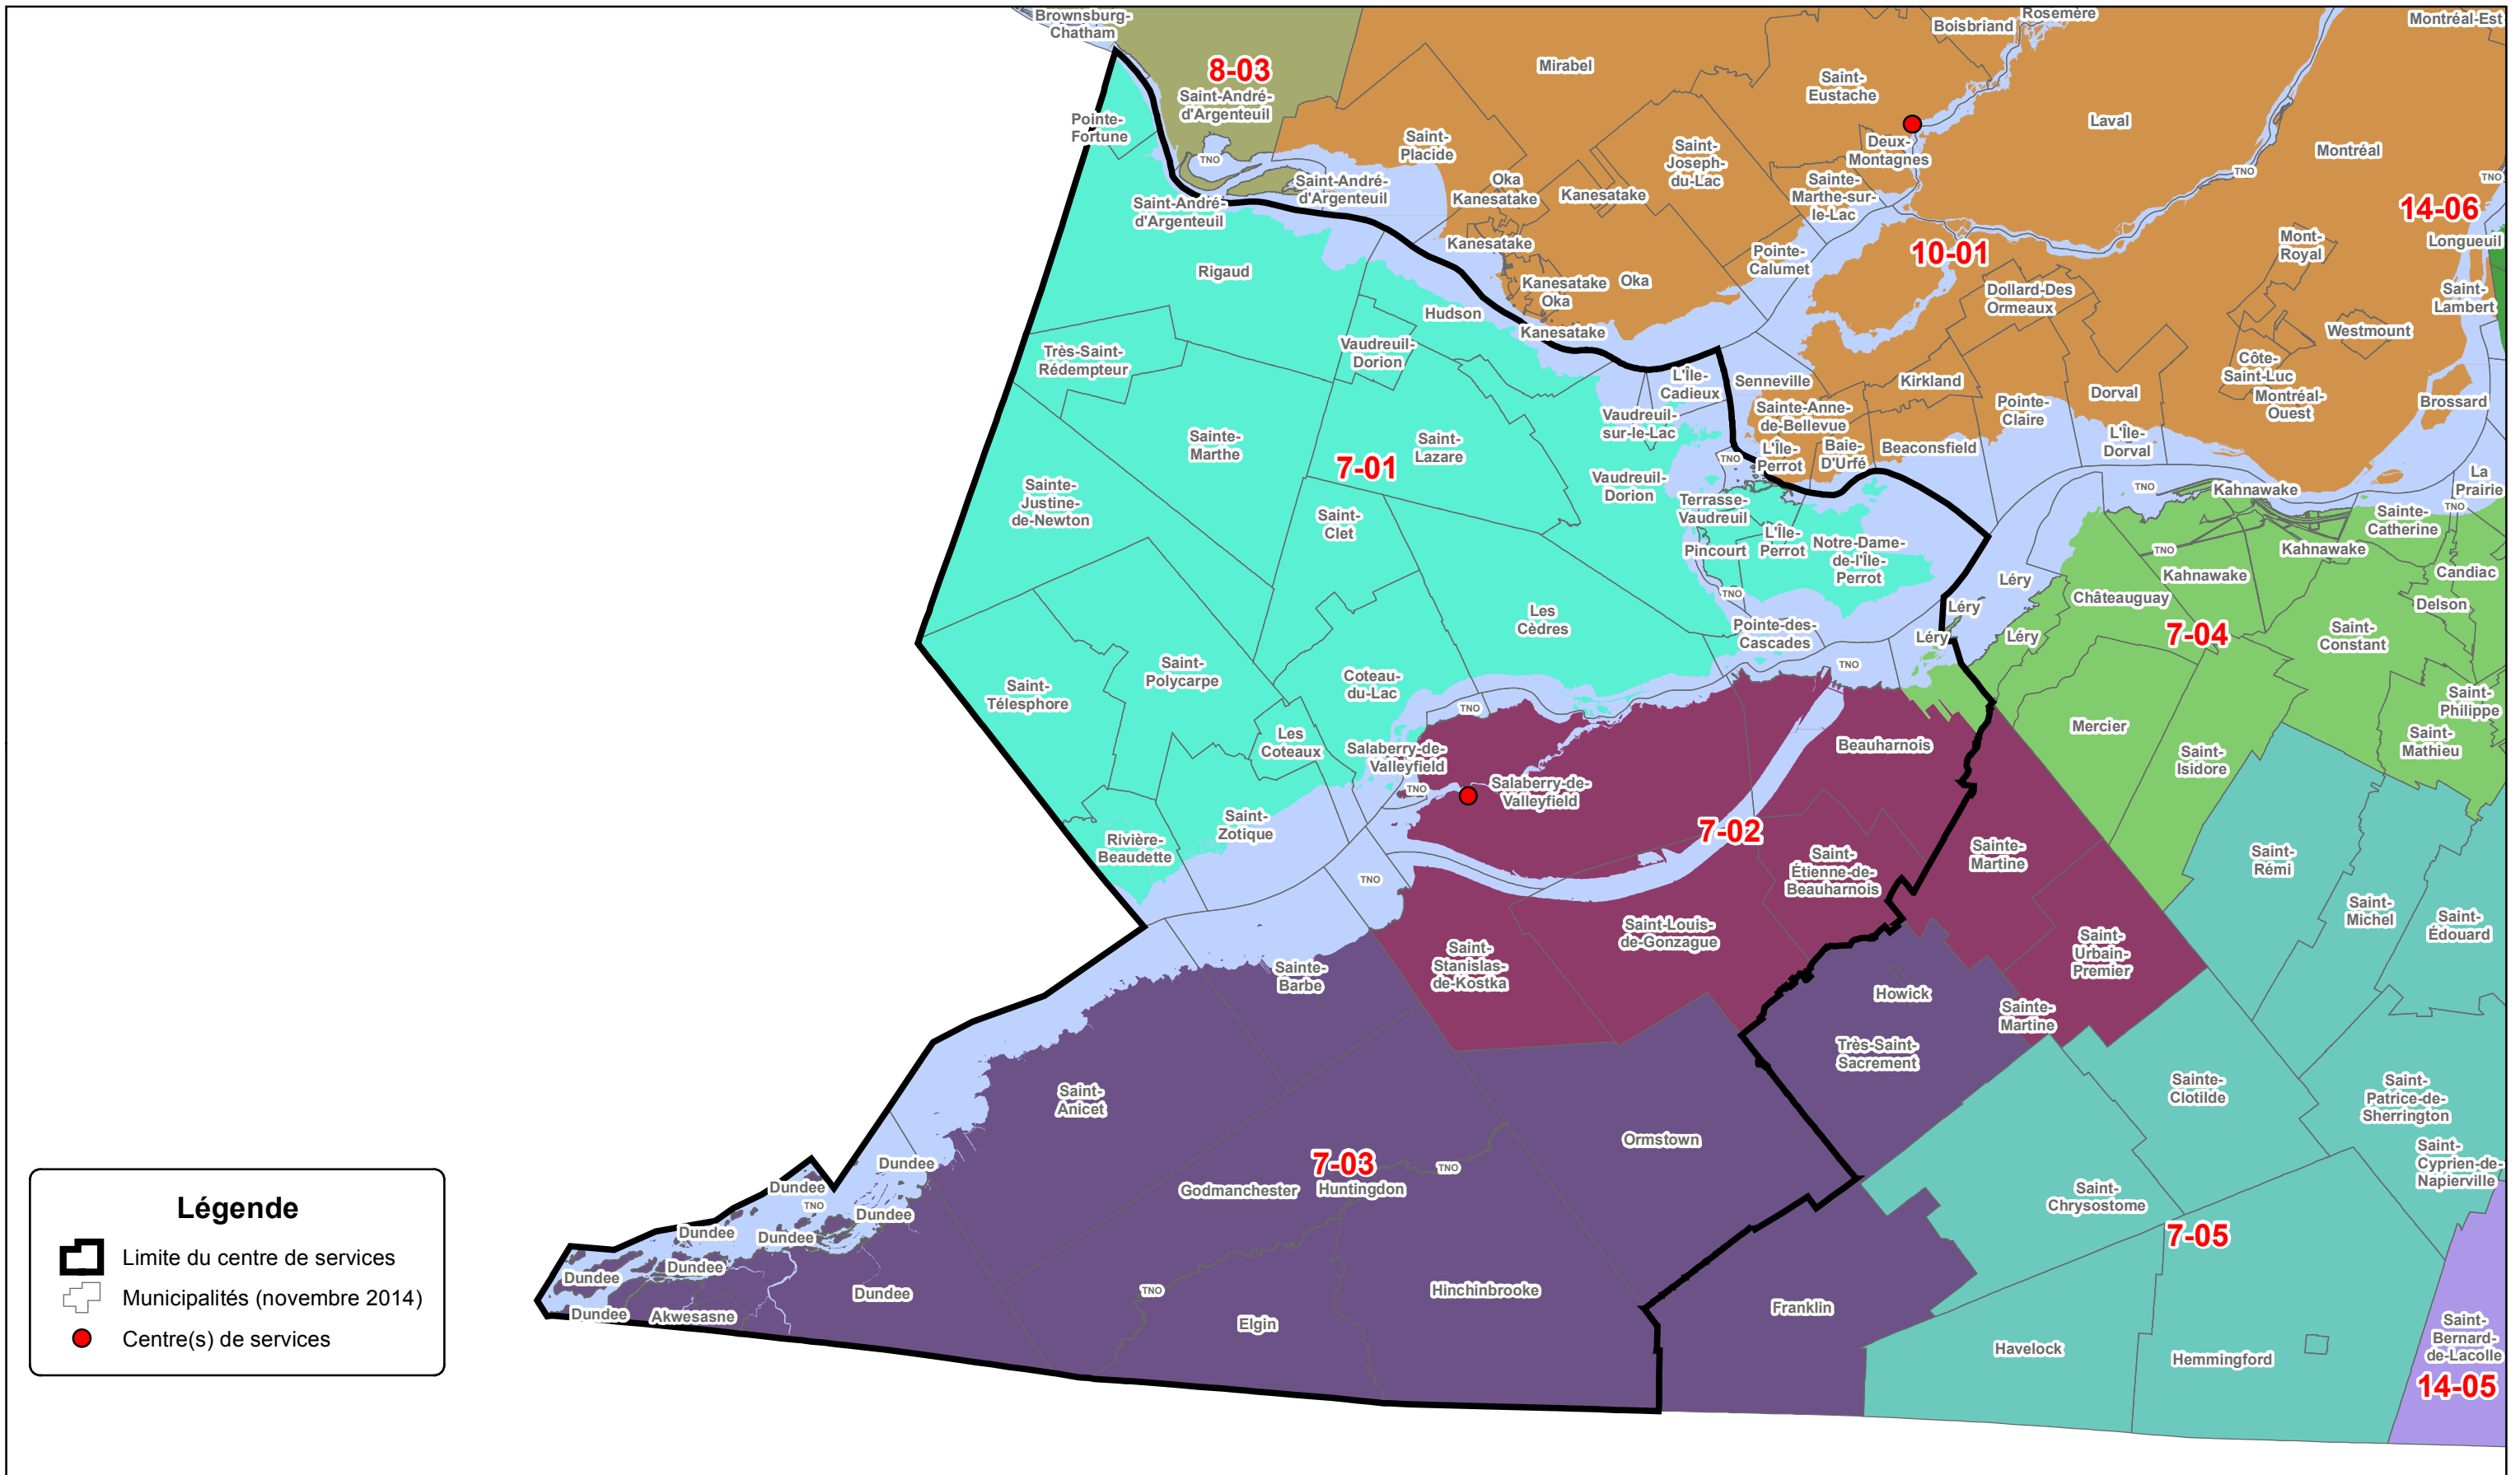 Brownsburg-
Chatham
8-03
Saint-André-
d'Argenteuil
Mirabel
Boisbriand
Rosemère
Montréal-Est
Saint-
Eustache
Pointe-
Fortune
TNO
Saint-
Placide
Saint-
Joseph-
du-Lac
Deux-
Montagnes
Laval
Montréal
TNO
TNO
Saint-André-
d'Argenteuil
Oka
Kanesatake
Kanesatake
Sainte-
Marthe-sur-
le-Lac
14-06
Saint-André-
d'Argenteuil
Kanesatake
Pointe-
Calumet
10-01
Mont-
Royal
Longueuil
Rigaud
Kanesatake
Oka
Oka
Dollard-Des
Ormeaux
Saint-
Lambert
Hudson
Kanesatake
Westmount
Très-Saint-
Rédempteur
Vaudreuil-
Dorion
L'Île-
Cadieux
Senneville
Kirkland
Côte-
Saint-Luc
Montréal-
Ouest
Dorval
Brossard
Vaudreuil-
sur-le-Lac
Sainte-Anne-
de-Bellevue
Pointe-
Claire
Sainte-
Marthe
Saint-
Lazare
7-01
TNO
L'Île-
Perrot
Baie-
D'Urfé
Beaconsfield
L'Île-
Dorval
La
Prairie
Sainte-
Justine-
de-Newton
Vaudreuil-
Dorion
TNO
Kahnawake
Terrasse-
Vaudreuil
Saint-
Clet
Sainte-
Catherine
TNO
Pincourt
L'Île-
Perrot
Notre-Dame-
de-l'Île-
Perrot
TNO
Kahnawake
Kahnawake
Candiac
TNO
Léry
Léry
Châteauguay
Delson
Les
Cèdres
Pointe-des-
Cascades
Léry
Léry
7-04
Saint-
Constant
TNO
Saint-
Polycarpe
Saint-
Télesphore
Coteau-
du-Lac
TNO
Saint-
Philippe
Les
Coteaux
Salaberry-de-
Valleyfield
Beauharnois
Mercier
Saint-
Mathieu
Saint-
Isidore
TNO
Salaberry-de-
Valleyfield
Saint-
Zotique
7-02
Rivière-
Beaudette
Sainte-
Martine
Saint-
Rémi
TNO
Saint-
Étienne-de-
Beauharnois
Saint-
Michel
Saint-
Édouard
Saint-Louis-
de-Gonzague
Saint-
Stanislas-
de-Kostka
Saint-
Urbain-
Premier
Sainte-
Barbe
Howick
Sainte-
Martine
Très-Saint-
Sacrement
Saint-
Anicet
Sainte-
Clotilde
Saint-
Patrice-de-
Sherrington
Ormstown
Saint-
Cyprien-de-
Napierville
Dundee
7-03
TNO
Dundee
Godmanchester
Huntingdon
Saint-
Chrysostome
TNO
Dundee
Dundee
Dundee
7-05
Dundee
Dundee
Dundee
Dundee
Akwesasne
TNO
Hinchinbrooke
Elgin
Franklin
Havelock
Hemmingford
Saint-
Bernard-
de-Lacolle
14-05
Légende
Limite du centre de services
Municipalités (novembre 2014)
Centre(s) de services